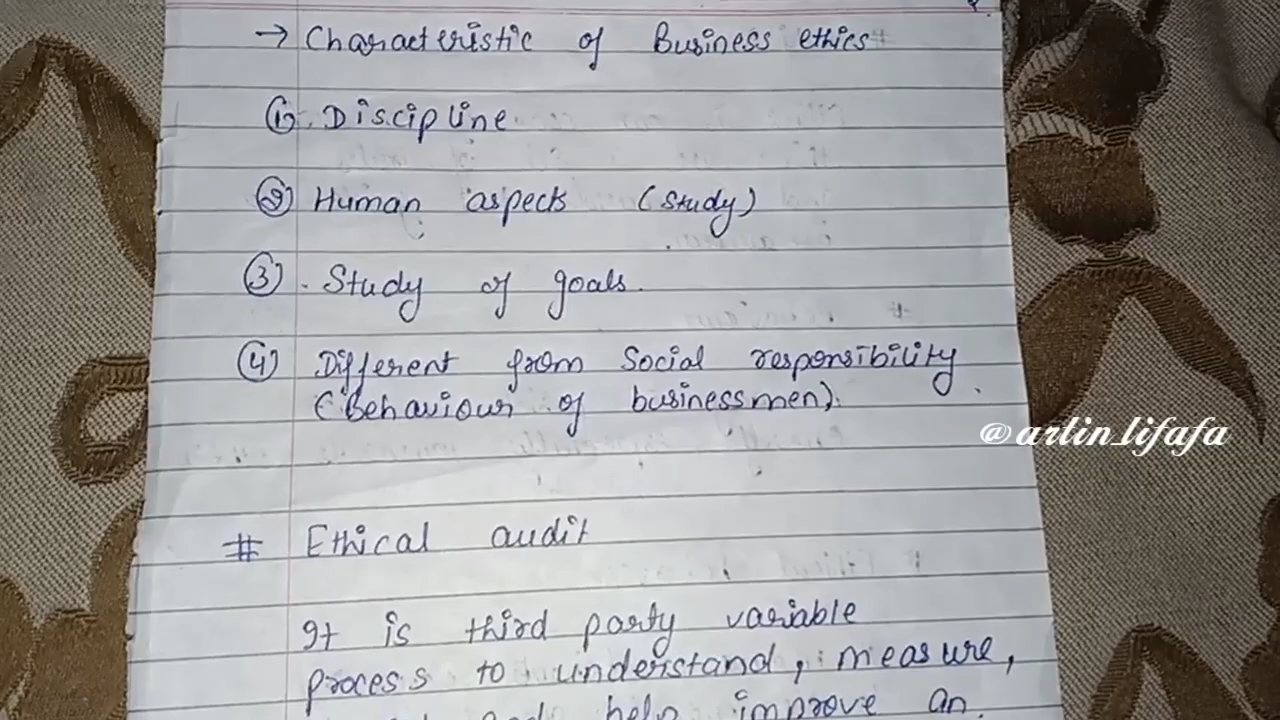 → Characteristic of Business ethics
① Discipline
② Human aspects (Study)
③ . Study of goals.
④ Different from Social responsibility
(Behaviour of businessmen).
@artin_lifafa
# Ethical audit
It is third party variable
process to understand, measure,
help improve an